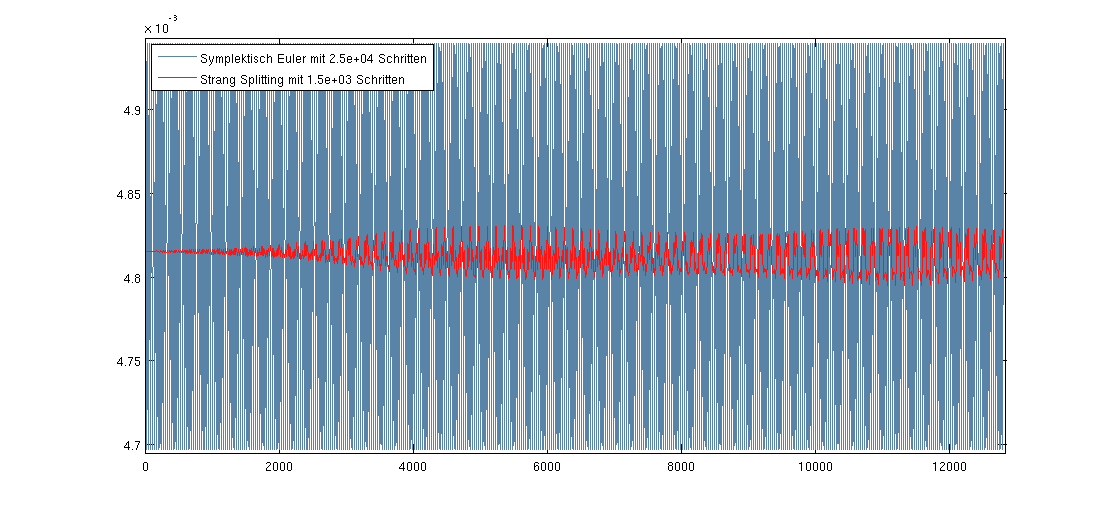 × 10⁻³
Symplektisch Euler mit 2.5e+04 Schritten
Strang Splitting mit 1.5e+03 Schritten
4.9
4.85
4.8
4.75
4.7
0 2000 4000 6000 8000 10000 12000